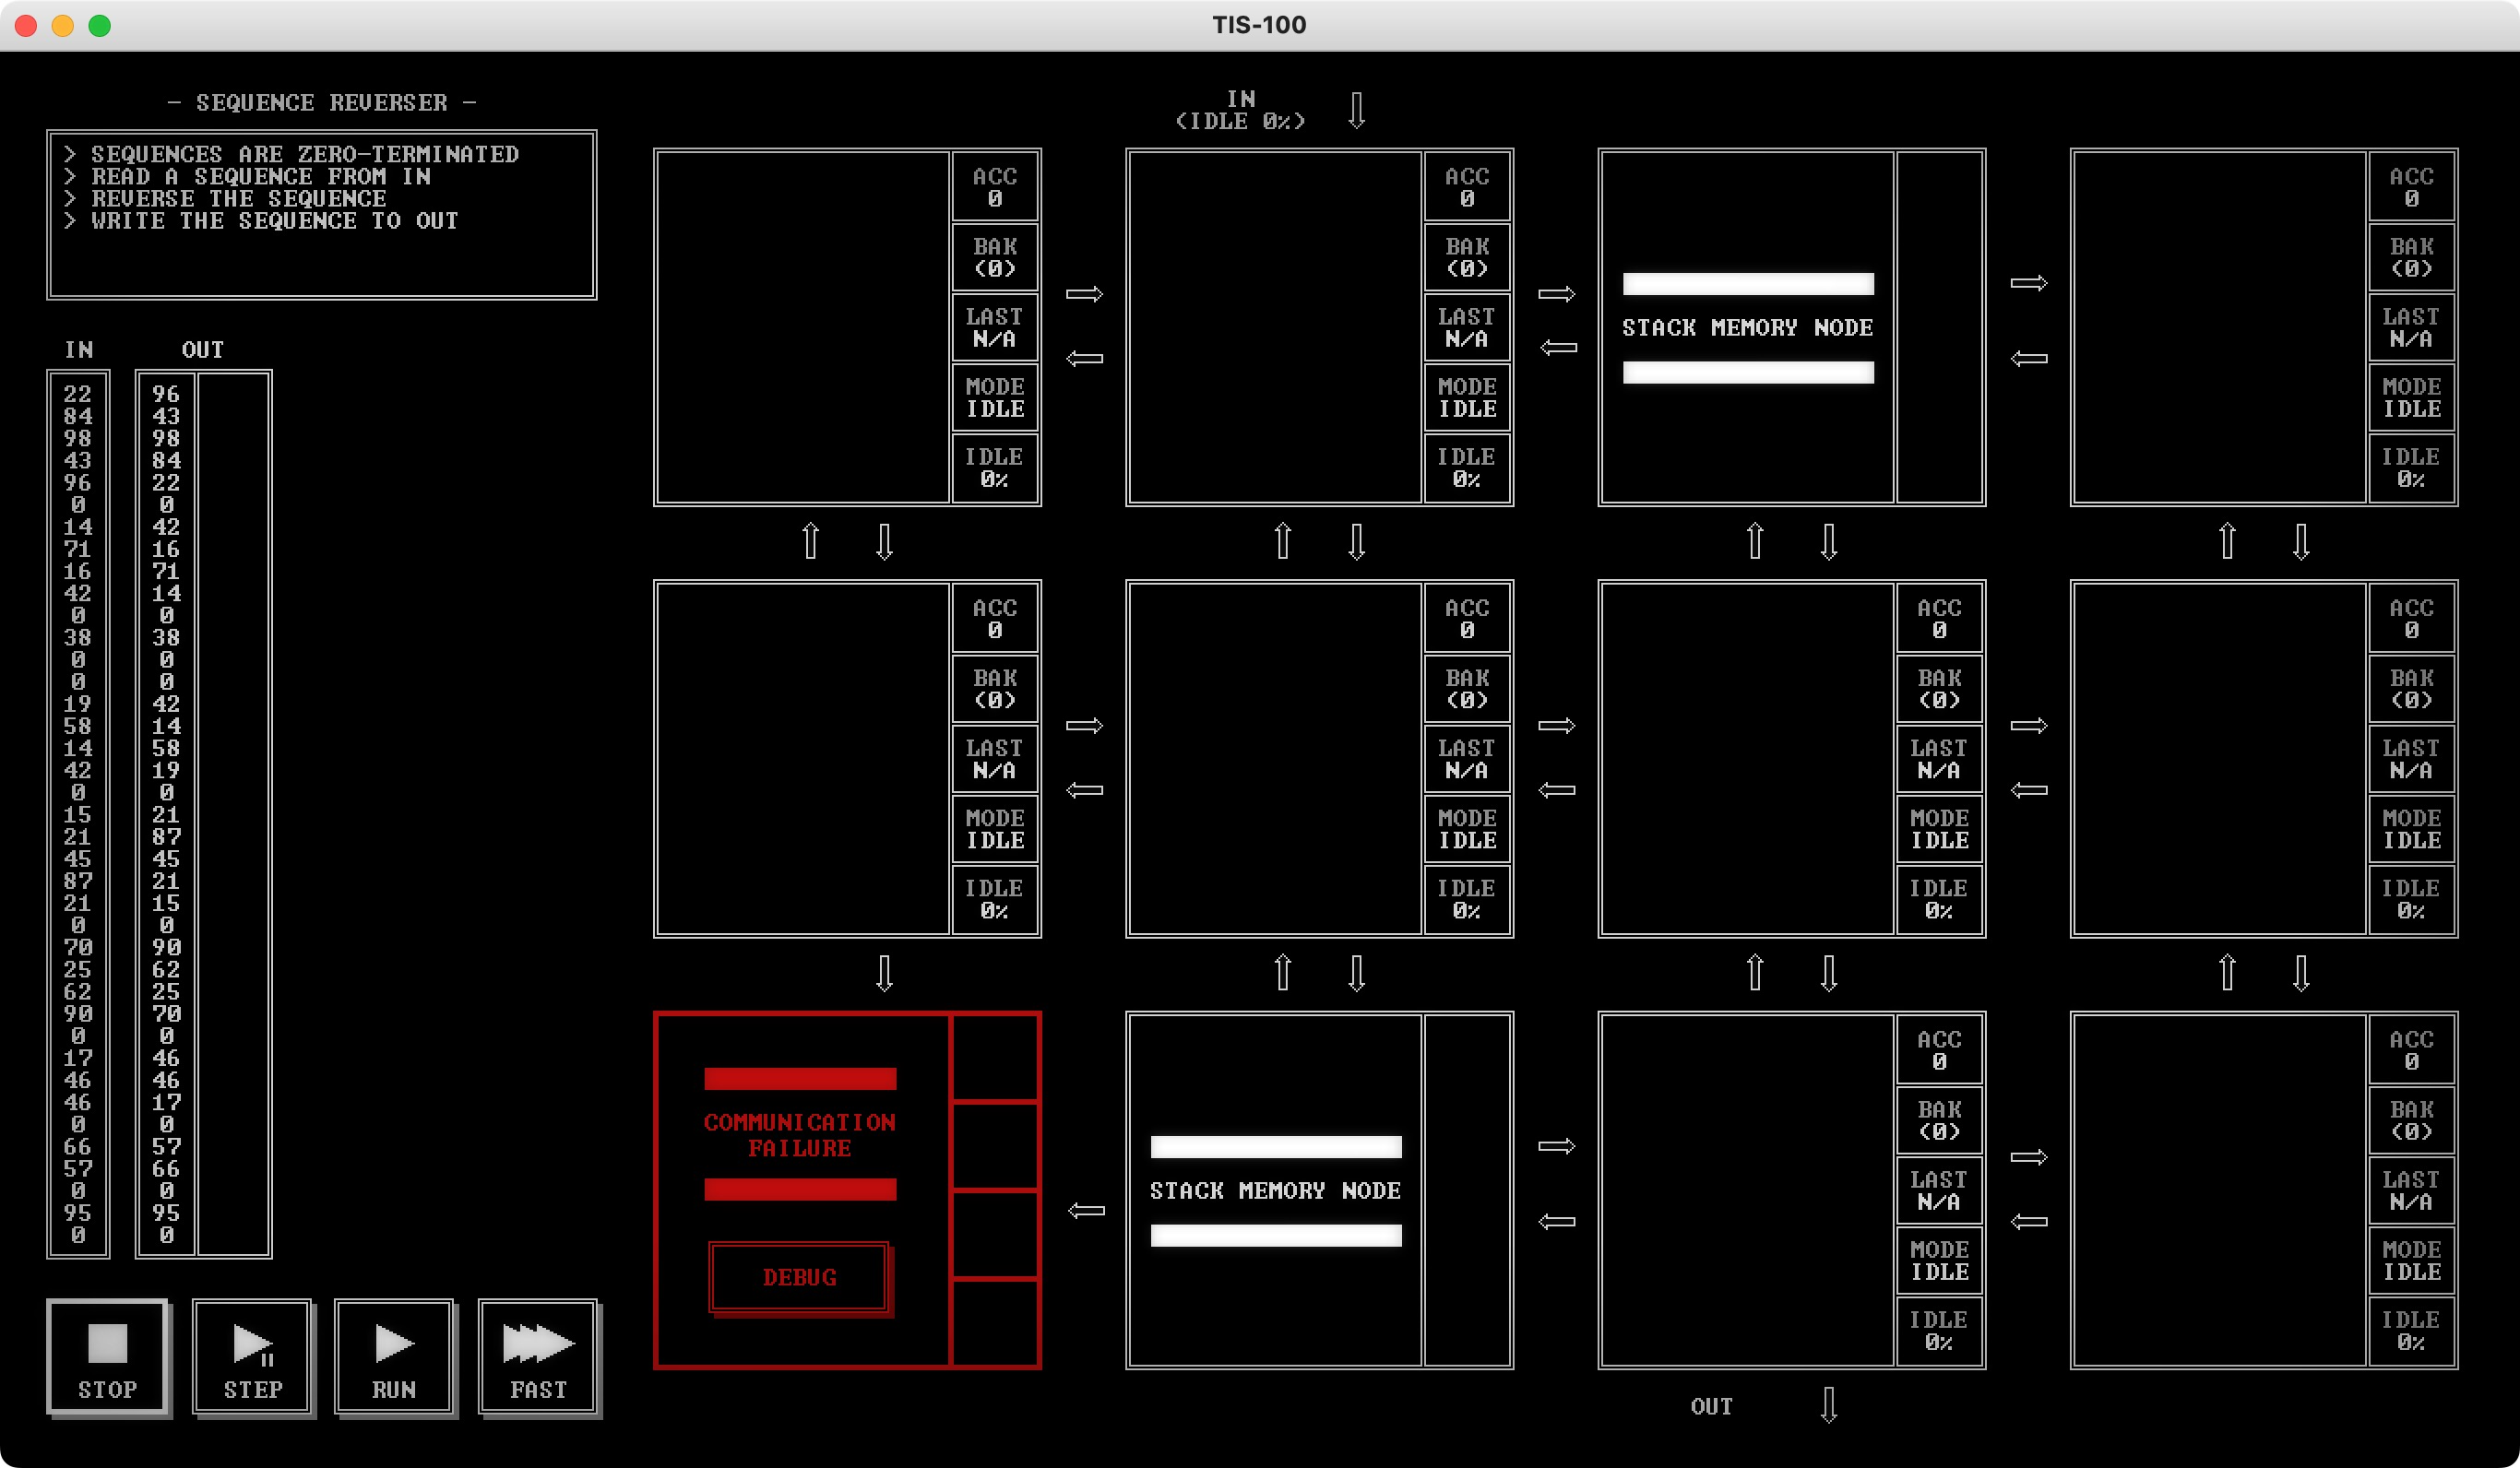 TIS-100
- SEQUENCE REVERSER -
> SEQUENCES ARE ZERO-TERMINATED
> READ A SEQUENCE FROM IN
> REVERSE THE SEQUENCE
> WRITE THE SEQUENCE TO OUT
IN OUT
22 96
84 43
98 98
43 84
96 22
0 0
14 42
71 16
16 71
42 14
0 0
38 38
0 0
0 0
19 42
58 14
14 58
42 19
0 0
15 21
21 87
45 45
87 21
21 15
0 0
70 90
25 62
62 25
90 70
0 0
17 46
46 46
46 17
0 0
66 57
57 66
0 0
95 95
0 0
STOP
STEP
RUN
FAST
IN
(IDLE 0%)
ACC
0
BAK
(0)
LAST
N/A
MODE
IDLE
IDLE
0%
ACC
0
BAK
(0)
LAST
N/A
MODE
IDLE
IDLE
0%
STACK MEMORY NODE
ACC
0
BAK
(0)
LAST
N/A
MODE
IDLE
IDLE
0%
ACC
0
BAK
(0)
LAST
N/A
MODE
IDLE
IDLE
0%
ACC
0
BAK
(0)
LAST
N/A
MODE
IDLE
IDLE
0%
ACC
0
BAK
(0)
LAST
N/A
MODE
IDLE
IDLE
0%
ACC
0
BAK
(0)
LAST
N/A
MODE
IDLE
IDLE
0%
COMMUNICATION
FAILURE
DEBUG
STACK MEMORY NODE
ACC
0
BAK
(0)
LAST
N/A
MODE
IDLE
IDLE
0%
ACC
0
BAK
(0)
LAST
N/A
MODE
IDLE
IDLE
0%
OUT